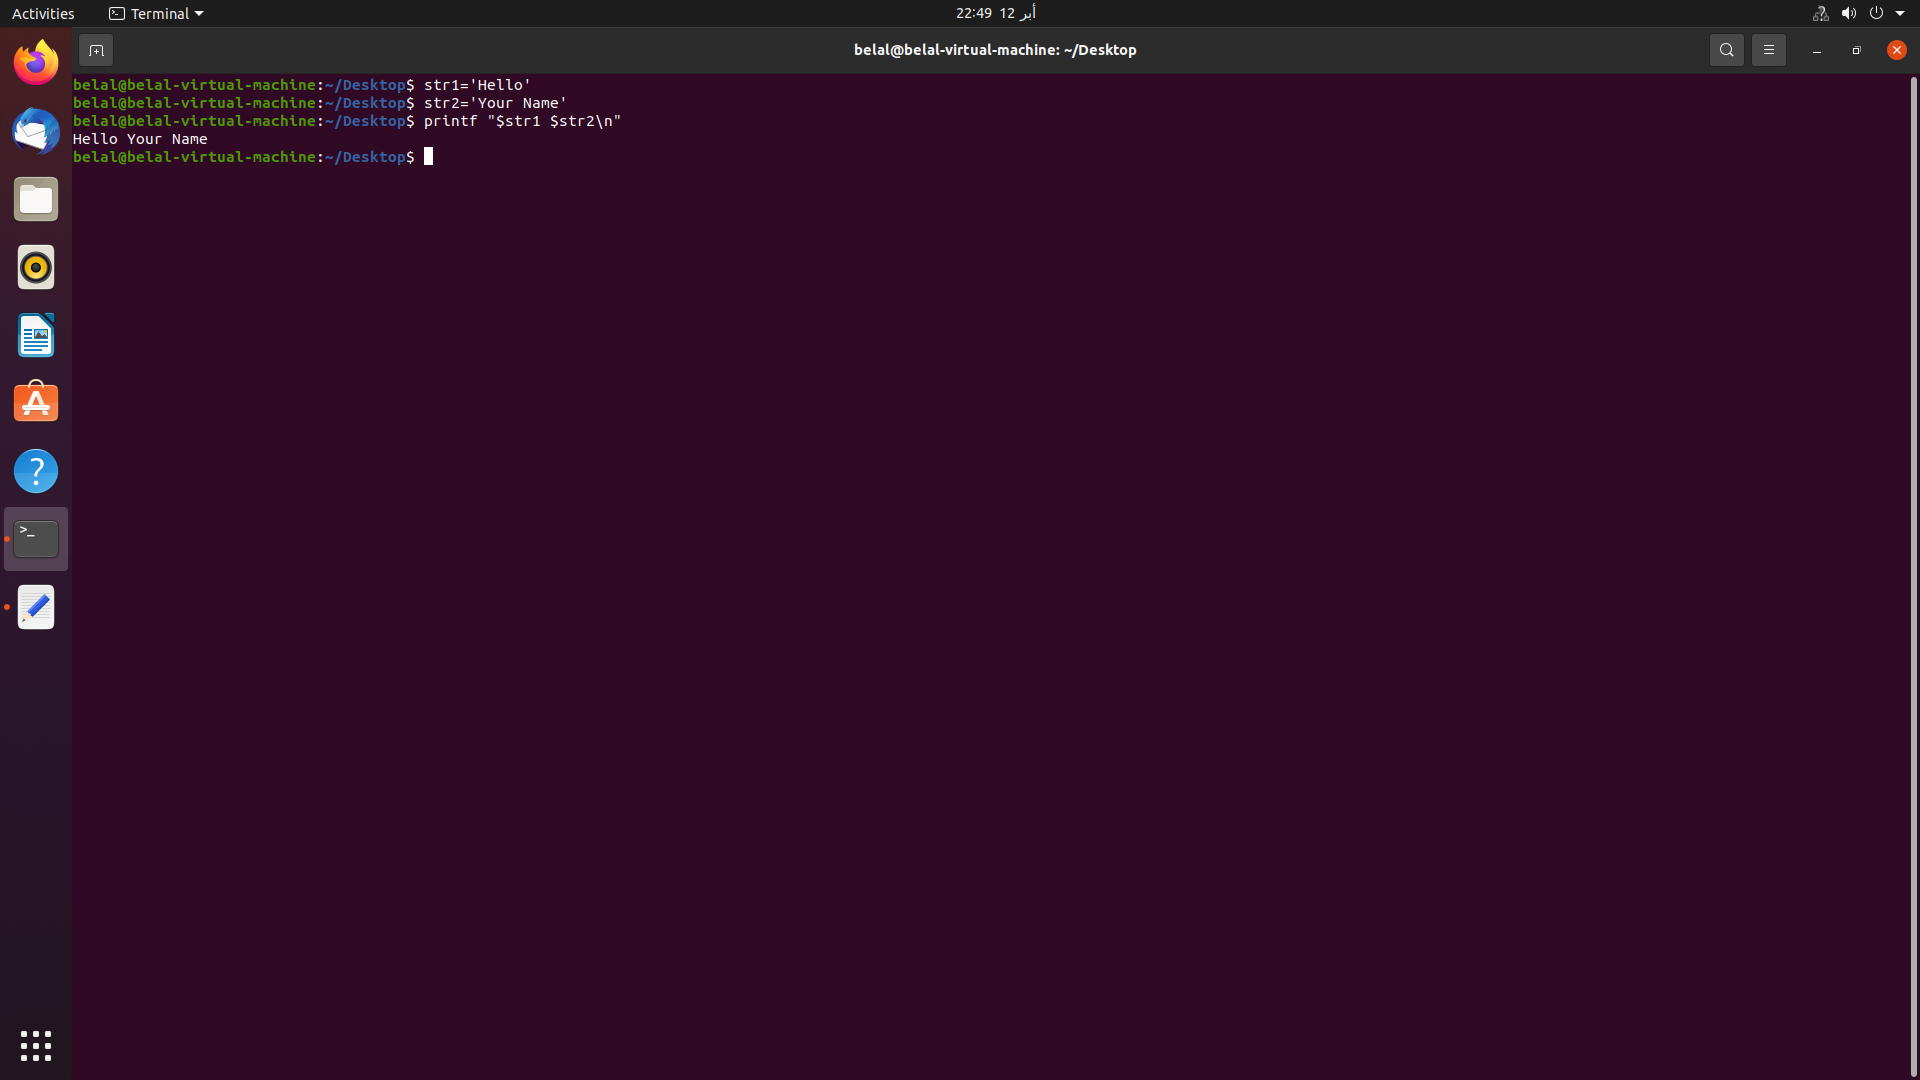 Activities
Terminal
22:49 12 أبر
belal@belal-virtual-machine: ~/Desktop
belal@belal-virtual-machine:~/Desktop$ str1='Hello'
belal@belal-virtual-machine:~/Desktop$ str2='Your Name'
belal@belal-virtual-machine:~/Desktop$ printf "$str1 $str2\n"
Hello Your Name
belal@belal-virtual-machine:~/Desktop$